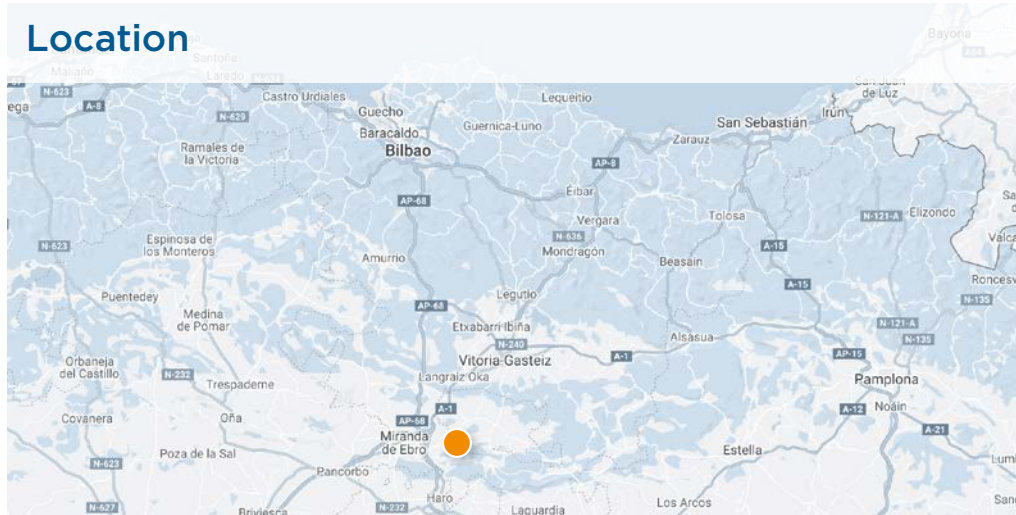 Location
Bayona
Santoña
Maliaño
Laredo
San Juan
de Luz
N-623
A-8
N-629
Castro Urdiales
Guecho
Lequeitio
Irún
San Sebastián
Baracaldo
Guernica-Luno
Zarauz
Bilbao
Ramales de
la Victoria
AP-8
AP-68
Éibar
Vergara
Tolosa
N-121-A
Elizondo
N-623
Espinosa de
los Monteros
N-636
Mondragón
A-15
Amurrio
Beasain
A-15
Puentedey
Legutio
N-135
AP-68
Medina
de Pomar
Etxabarri Ibiña
N-121-A
N-240
Alsasua
N-135
Vitoria-Gasteiz
A-1
AP-15
Orbaneja
del Castillo
N-232
Trespaderne
Langraiz Oka
Pamplona
A-1
A-12
Noáin
Covanera
Oña
AP-68
A-21
Miranda
de Ebro
Poza de la Sal
Estella
N-623
Pancorbo
Haro
Los Arcos
N-627
Briviesca
N-232
Laguardia